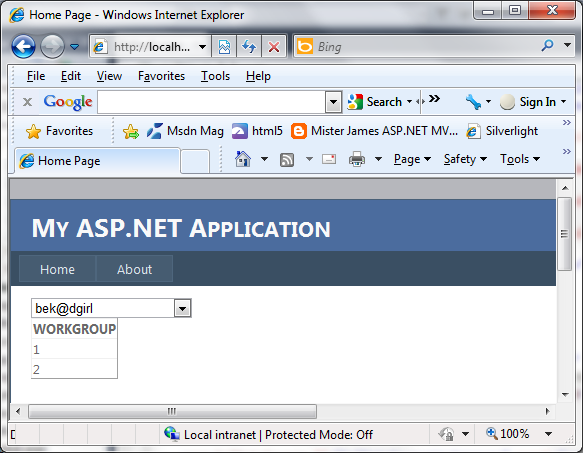 Home Page - Windows Internet Explorer
http://localh...
Bing
File Edit View Favorites Tools Help
x Google Search Sign In
Favorites Msdn Mag html5 Mister James ASP.NET MV... Silverlight
Home Page Page Safety Tools
MY ASP.NET APPLICATION
Home About
bek@dgirl
WORKGROUP
1
2
Local intranet | Protected Mode: Off 100%